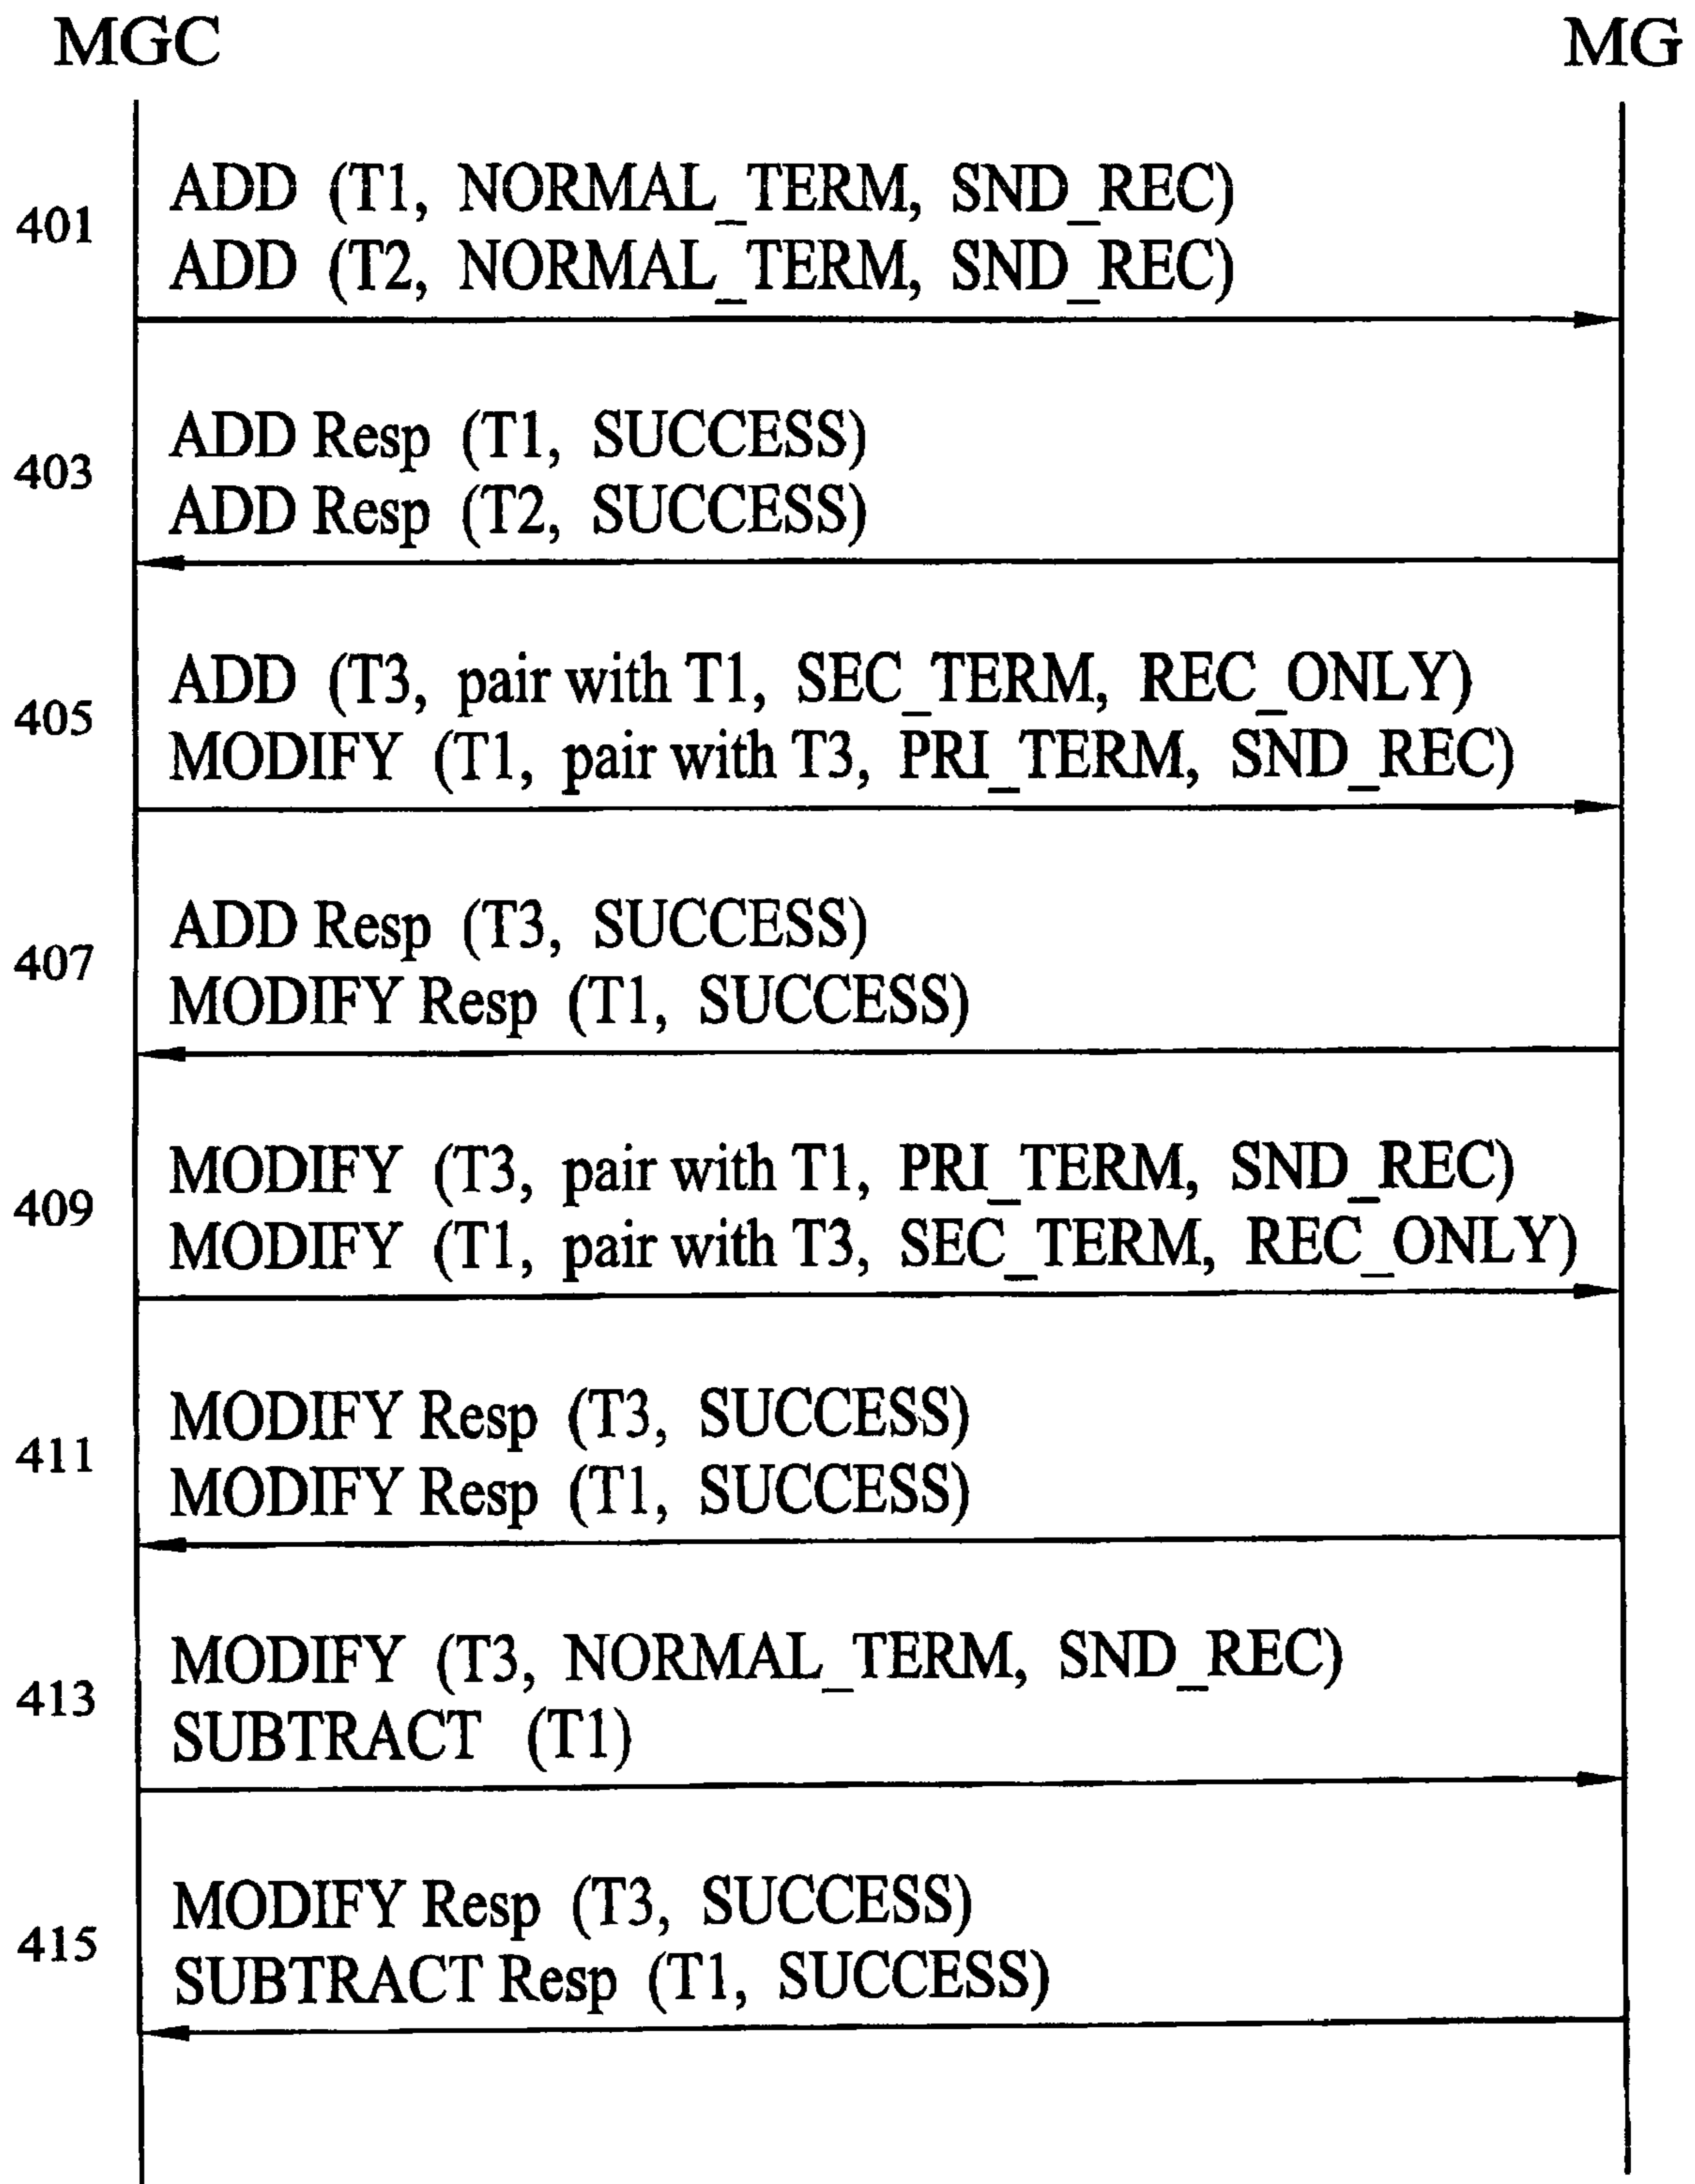 MGC MG
401
ADD (T1, NORMAL_TERM, SND_REC)
ADD (T2, NORMAL_TERM, SND_REC)
403
ADD Resp (T1, SUCCESS)
ADD Resp (T2, SUCCESS)
405
ADD (T3, pair with T1, SEC_TERM, REC_ONLY)
MODIFY (T1, pair with T3, PRI_TERM, SND_REC)
407
ADD Resp (T3, SUCCESS)
MODIFY Resp (T1, SUCCESS)
409
MODIFY (T3, pair with T1, PRI_TERM, SND_REC)
MODIFY (T1, pair with T3, SEC_TERM, REC_ONLY)
411
MODIFY Resp (T3, SUCCESS)
MODIFY Resp (T1, SUCCESS)
413
MODIFY (T3, NORMAL_TERM, SND_REC)
SUBTRACT (T1)
415
MODIFY Resp (T3, SUCCESS)
SUBTRACT Resp (T1, SUCCESS)